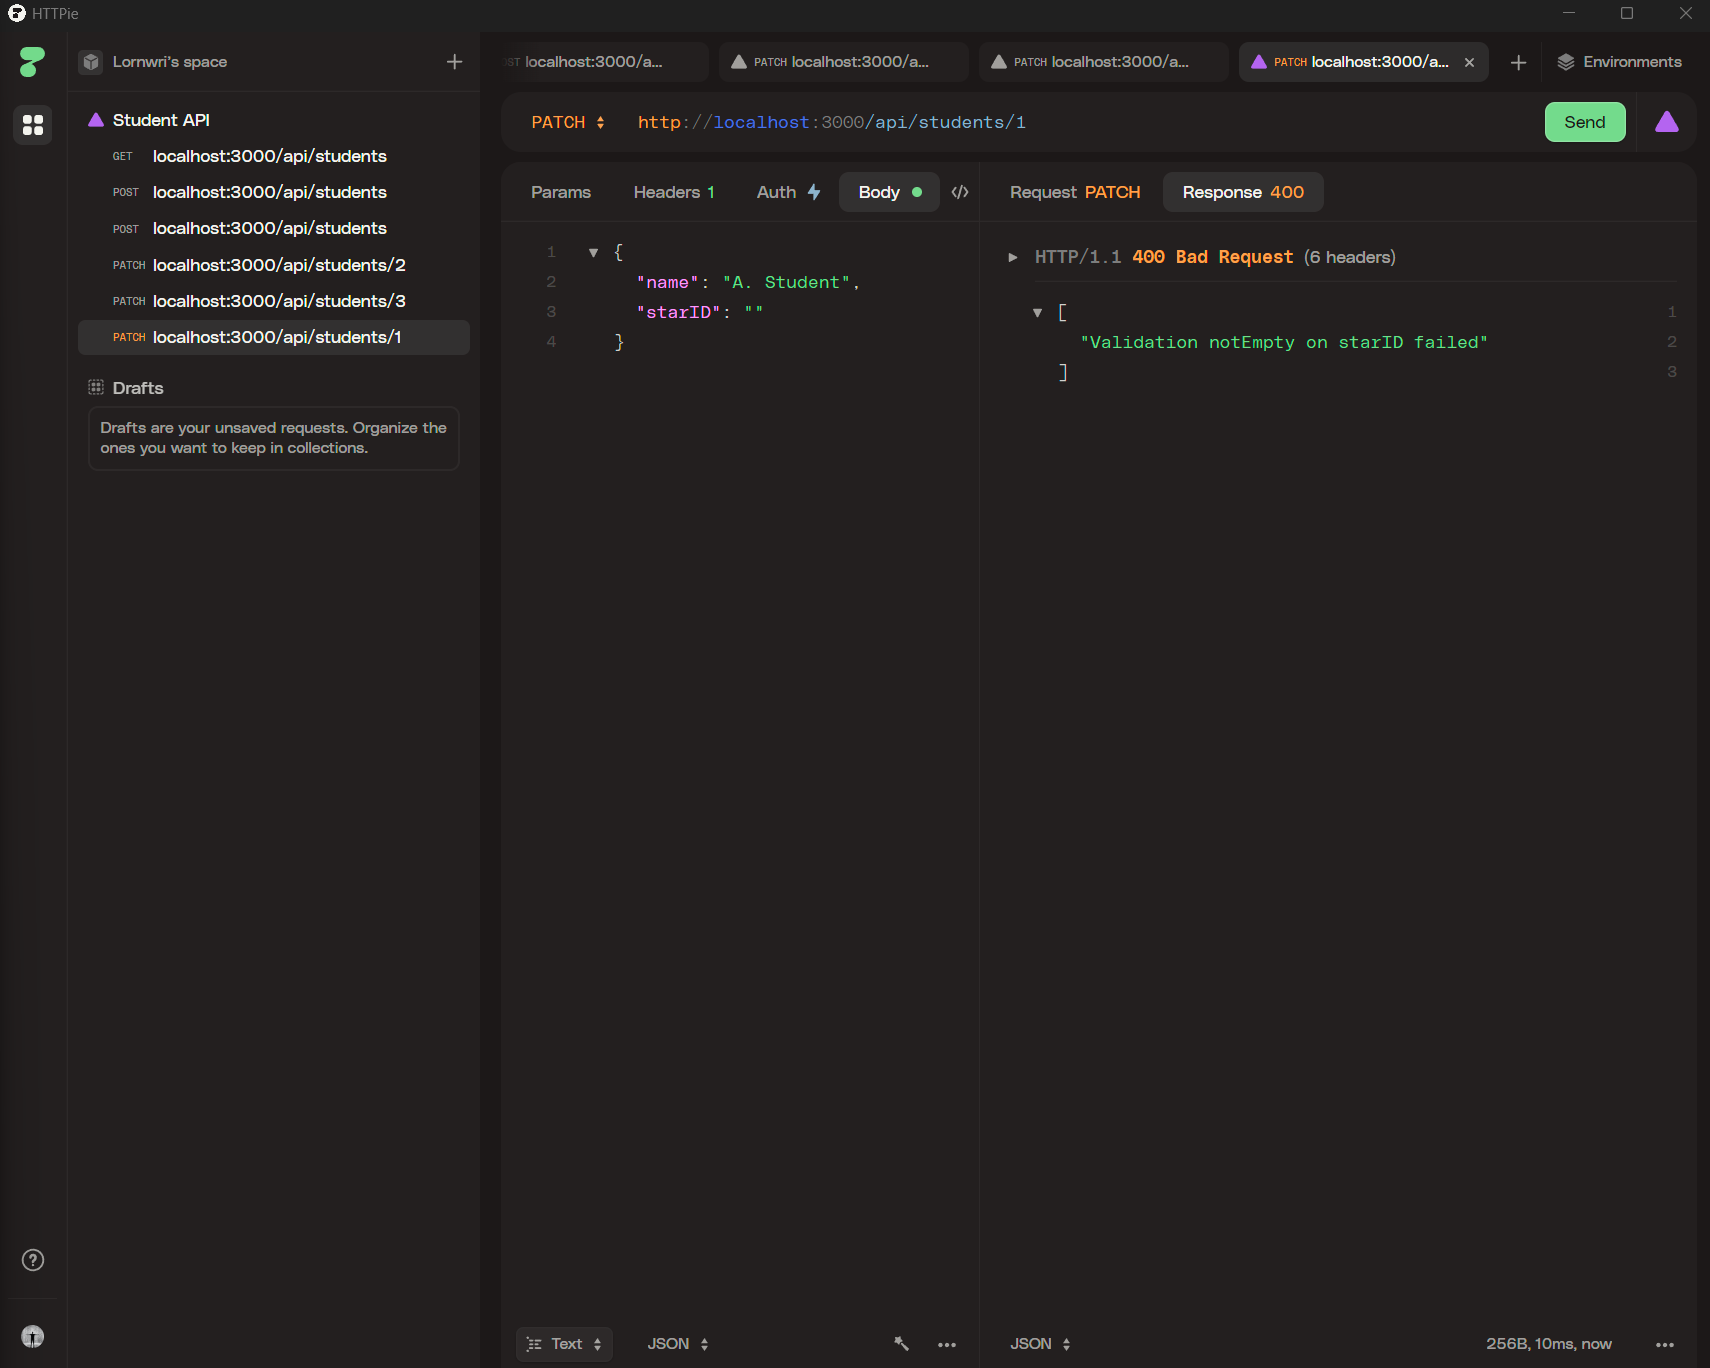 HTTPie
Lornwri's space
Student API
GET localhost:3000/api/students
POST localhost:3000/api/students
POST localhost:3000/api/students
PATCH localhost:3000/api/students/2
PATCH localhost:3000/api/students/3
PATCH localhost:3000/api/students/1
Drafts
Drafts are your unsaved requests. Organize the
ones you want to keep in collections.
ST localhost:3000/a...
PATCH localhost:3000/a...
PATCH localhost:3000/a...
PATCH localhost:3000/a...
Environments
PATCH http://localhost:3000/api/students/1
Send
Params Headers 1 Auth Body </>
1 {
2 "name": "A. Student",
3 "starID": ""
4 }
Text JSON
Request PATCH Response 400
HTTP/1.1 400 Bad Request (6 headers)
[ 1
"Validation notEmpty on starID failed" 2
] 3
JSON 256B, 10ms, now